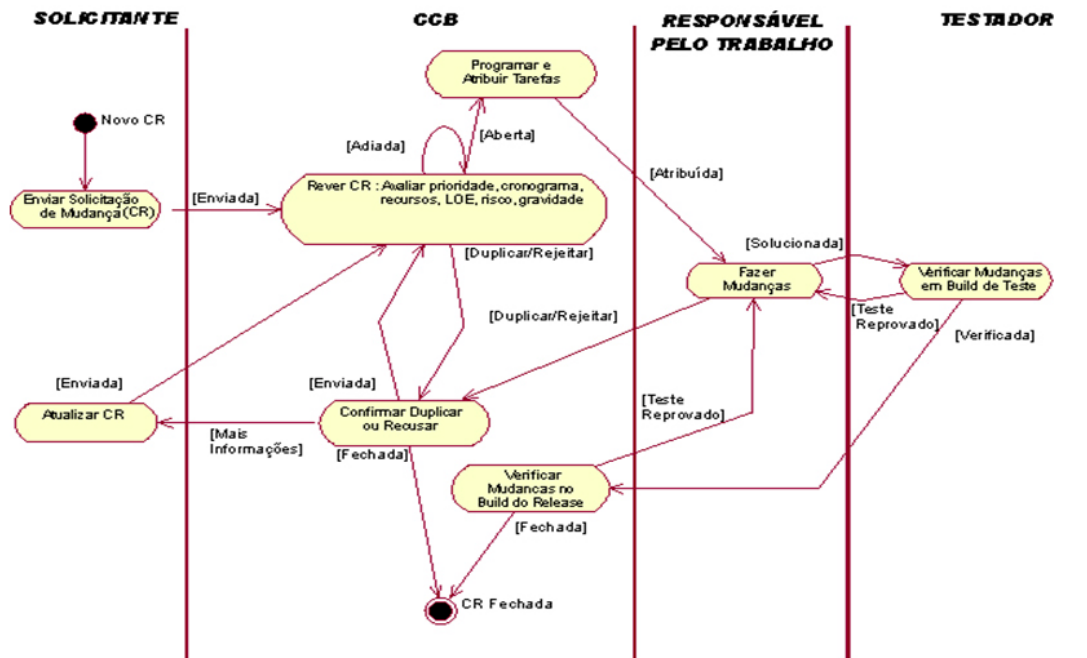 SOLICITANTE
CCB
RESPONSÁVEL
PELO TRABALHO
TESTADOR
Programar e
Atribuir Tarefas
Novo CR
[Adiada]
[Aberta]
Enviar Solicitação
de Mudança(CR)
[Enviada]
Rever CR : Avaliar prioridade, cronograma,
recursos, LOE, risco, gravidade
[Atribuída]
[Duplicar/Rejeitar]
[Solucionada]
Fazer
Mudanças
Verificar Mudanças
em Build de Teste
[Duplicar/Rejeitar]
[Teste
Reprovado]
[Verificada]
[Enviada]
[Enviada]
Atualizar CR
Confirmar Duplicar
ou Recusar
[Teste
Reprovado]
[Mais
Informações]
[Fechada]
Verificar
Mudancas no
Build do Release
[Fechada]
CR Fechada